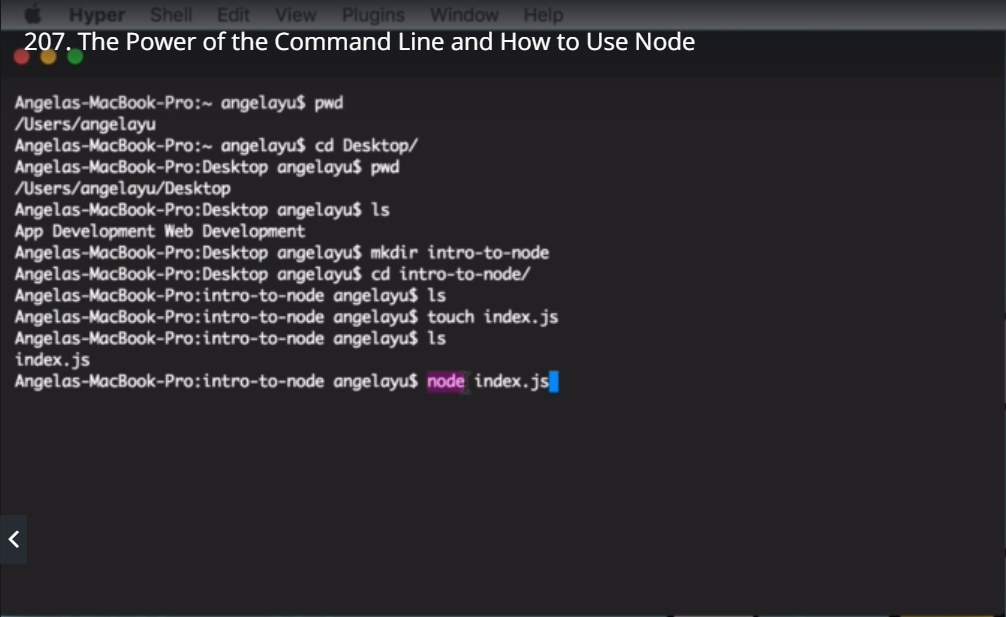 Hyper Shell Edit View Plugins Window Help
207. The Power of the Command Line and How to Use Node
Angelas-MacBook-Pro:~ angelayu$ pwd
/Users/angelayu
Angelas-MacBook-Pro:~ angelayu$ cd Desktop/
Angelas-MacBook-Pro:Desktop angelayu$ pwd
/Users/angelayu/Desktop
Angelas-MacBook-Pro:Desktop angelayu$ ls
App Development Web Development
Angelas-MacBook-Pro:Desktop angelayu$ mkdir intro-to-node
Angelas-MacBook-Pro:Desktop angelayu$ cd intro-to-node/
Angelas-MacBook-Pro:intro-to-node angelayu$ ls
Angelas-MacBook-Pro:intro-to-node angelayu$ touch index.js
Angelas-MacBook-Pro:intro-to-node angelayu$ ls
index.js
Angelas-MacBook-Pro:intro-to-node angelayu$ node index.js